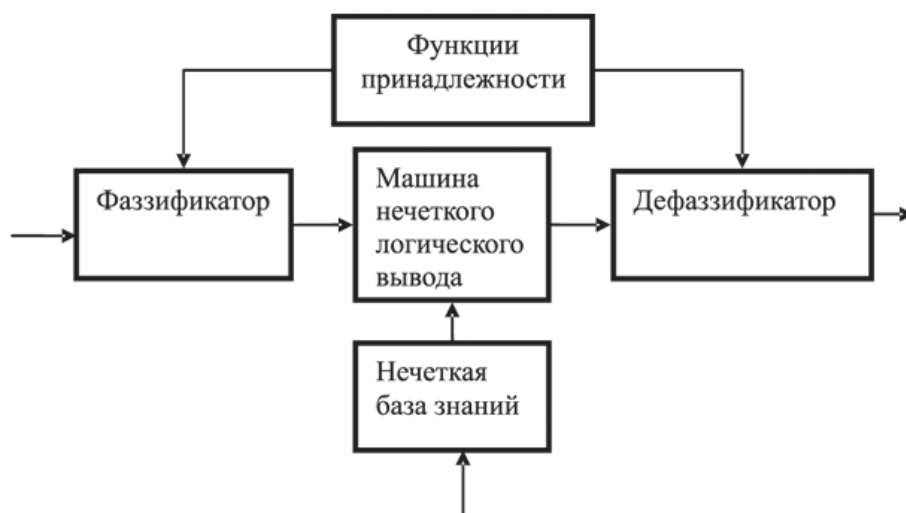 Функции
принадлежности
Фаззификатор
Машина
нечеткого
логического
вывода
Дефаззификатор
Нечеткая
база знаний